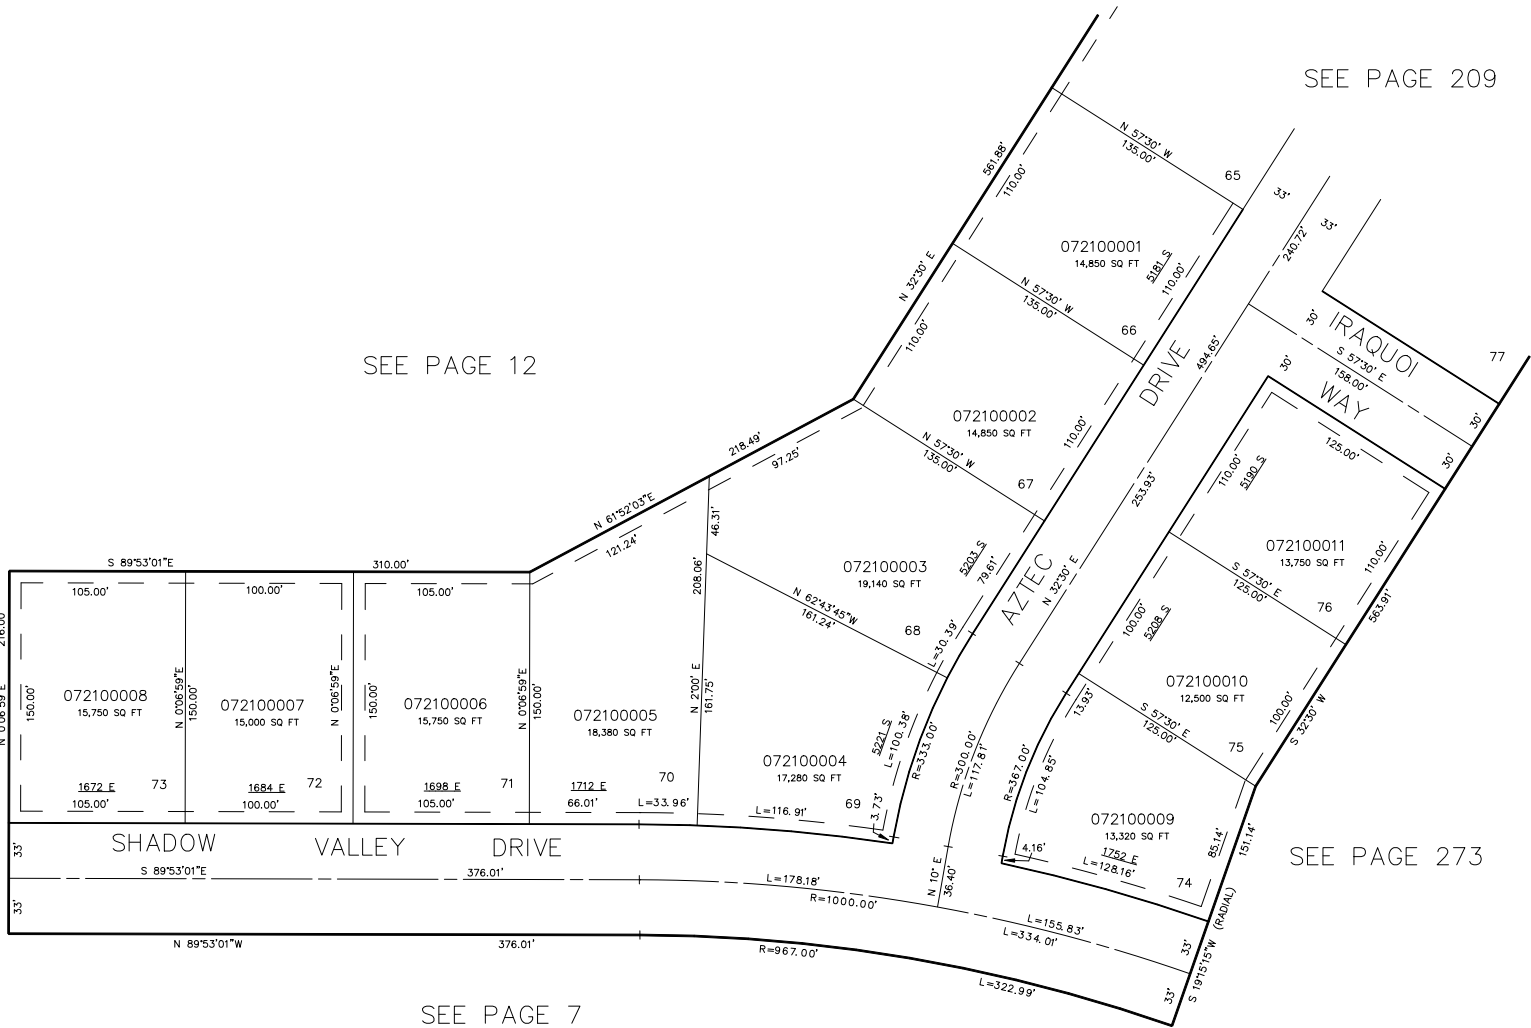 SEE PAGE 209
SEE PAGE 12
SEE PAGE 273
SEE PAGE 7
N 57°30' W
135.00'
65
33'
33'
561.88'
110.00'
072100001
14,850 SQ FT
5181 S
110.00'
240.72'
N 32°30' E
N 57°30' W
135.00'
66
110.00'
30'
IRAQUOI
WAY
S 57°30' E
158.00'
77
30'
30'
30'
494.65'
DRIVE
072100002
14,850 SQ FT
110.00'
218.49'
97.25'
N 57°30' W
135.00'
67
125.00'
110.00'
5190 S
253.93'
N 61°52'03"E
121.24'
46.31'
208.06'
072100003
19,140 SQ FT
5203 S
79.61'
N 62°43'45"W
161.24'
68
L=30.39'
AZTEC
N 32°30' E
072100011
13,750 SQ FT
110.00'
S 57°30' E
125.00'
76
563.91'
S 89°53'01"E
310.00'
105.00'
100.00'
105.00'
216.00'
N 0°06'59"E
150.00'
072100008
15,750 SQ FT
N 0°06'59"E
150.00'
072100007
15,000 SQ FT
N 0°06'59"E
150.00'
072100006
15,750 SQ FT
N 0°06'59"E
150.00'
072100005
18,380 SQ FT
N 2°00' E
161.75'
072100004
17,280 SQ FT
5221 S
L=100.38'
R=333.00'
R=300.00'
L=117.81'
R=367.00'
L=104.85'
13.93'
100.00'
5208 S
072100010
12,500 SQ FT
S 57°30' E
125.00'
75
100.00'
S 32°30' W
1672 E
105.00'
73
1684 E
100.00'
72
1698 E
105.00'
71
1712 E
66.01'
70
L=33.96'
L=116.91'
69
3.73'
072100009
13,320 SQ FT
1752 E
4.16'
L=128.16'
74
85.14'
151.14'
SHADOW VALLEY DRIVE
33'
33'
S 89°53'01"E
376.01'
L=178.18'
R=1000.00'
N 10° E
36.40'
L=155.83'
L=334.01'
33'
33'
(RADIAL)
S 19°15'15"W
N 89°53'01"W
376.01'
R=967.00'
L=322.99'